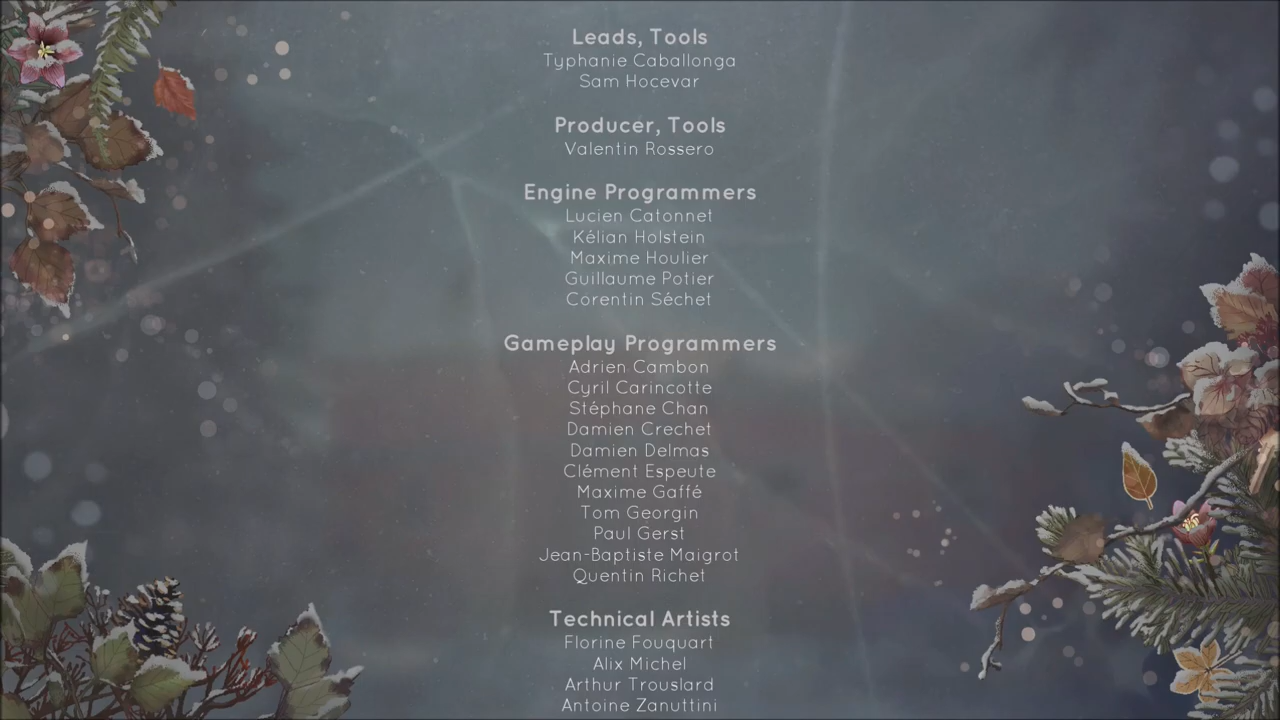 Leads, Tools
Typhanie Caballonga
Sam Hocevar
Producer, Tools
Valentin Rossero
Engine Programmers
Lucien Catonnet
Kélian Holstein
Maxime Houlier
Guillaume Potier
Corentin Séchet
Gameplay Programmers
Adrien Cambon
Cyril Carincotte
Stéphane Chan
Damien Crechet
Damien Delmas
Clément Espeute
Maxime Gaffé
Tom Georgin
Paul Gerst
Jean-Baptiste Maigrot
Quentin Richet
Technical Artists
Florine Fouquart
Alix Michel
Arthur Trouslard
Antoine Zanuttini